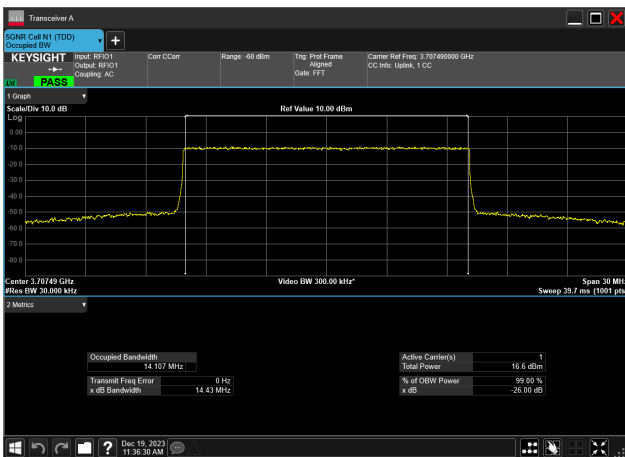 Transceiver A
5GNR Cell N1 (TDD)
Occupied BW
KEYSIGHT
Input: RFIO1
Output: RFIO1
Coupling: AC
Corr CCorr
Range: -60 dBm
Trig: Prot Frame
Aligned
Gate: FFT
Carrier Ref Freq: 3.707490000 GHz
CC Info: Uplink, 1 CC
PASS
1 Graph
Scale/Div 10.0 dB
Ref Value 10.00 dBm
Log
0.00
-10.0
-20.0
-30.0
-40.0
-50.0
-60.0
-70.0
-80.0
Center 3.70749 GHz
Video BW 300.00 kHz*
Span 30 MHz
#Res BW 30.000 kHz
Sweep 39.7 ms (1001 pts
2 Metrics
Occupied Bandwidth
14.107 MHz
Transmit Freq Error 0 Hz
x dB Bandwidth 14.43 MHz
Active Carrier(s) 1
Total Power 16.6 dBm
% of OBW Power 99.00 %
x dB -26.00 dB
Dec 19, 2023
11:36:30 AM